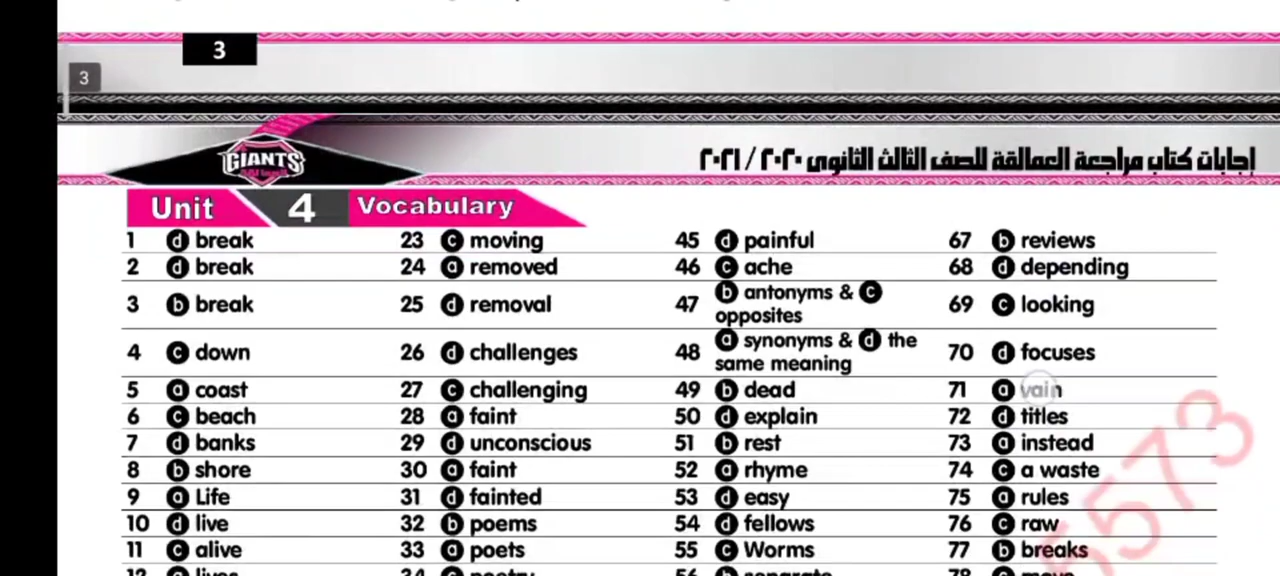 3
3
GIANTS
إجابات كتاب مراجعة العمالقة للصف الثالث الثانوى ٢٠٢٠ / ٢٠٢١
Unit 4 Vocabulary
1 d break 23 c moving 45 d painful 67 b reviews
2 d break 24 a removed 46 c ache 68 d depending
3 b break 25 d removal 47 b antonyms & c opposites 69 c looking
4 c down 26 d challenges 48 a synonyms & d the same meaning 70 d focuses
5 a coast 27 c challenging 49 b dead 71 a vain
6 c beach 28 a faint 50 d explain 72 d titles
7 d banks 29 d unconscious 51 b rest 73 a instead
8 b shore 30 a faint 52 a rhyme 74 c a waste
9 a Life 31 d fainted 53 d easy 75 a rules
10 d live 32 b poems 54 d fellows 76 c raw
11 c alive 33 a poets 55 c Worms 77 b breaks
5573